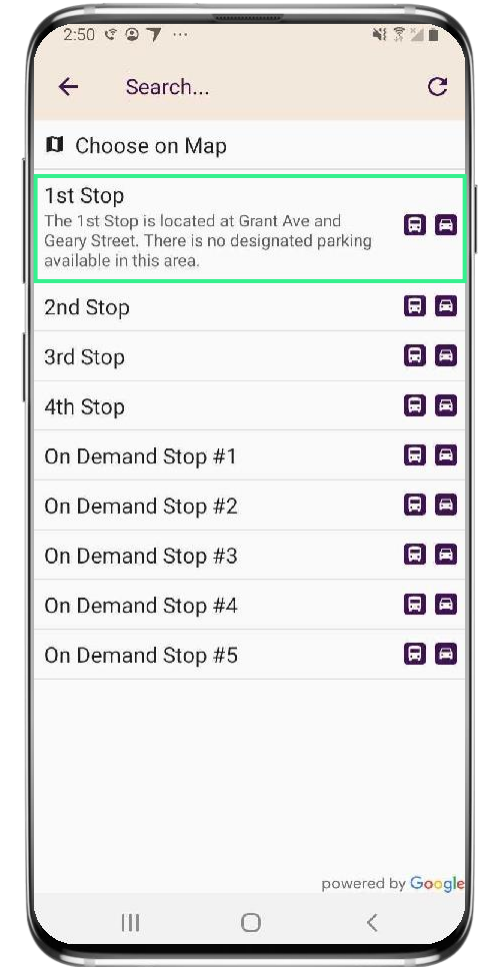 2:50
Search...
Choose on Map
1st Stop
The 1st Stop is located at Grant Ave and
Geary Street. There is no designated parking
available in this area.
2nd Stop
3rd Stop
4th Stop
On Demand Stop #1
On Demand Stop #2
On Demand Stop #3
On Demand Stop #4
On Demand Stop #5
powered by Google